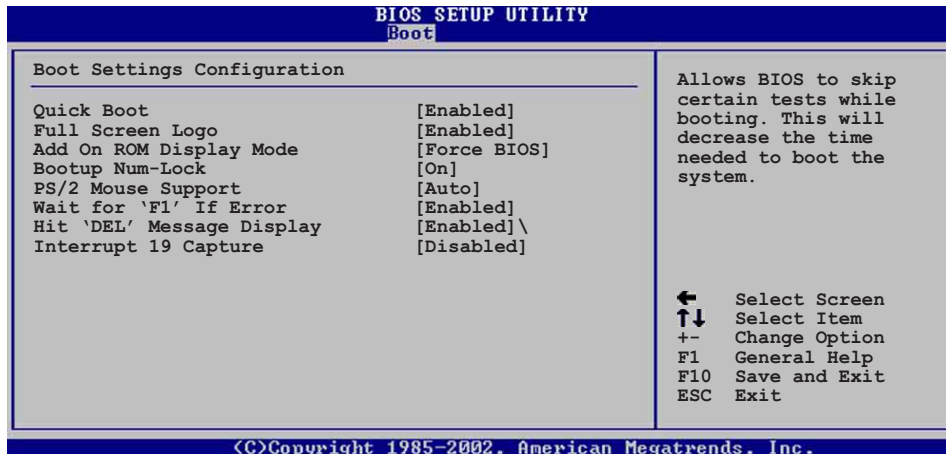 BIOS SETUP UTILITY
Boot
Boot Settings Configuration
Quick Boot [Enabled]
Full Screen Logo [Enabled]
Add On ROM Display Mode [Force BIOS]
Bootup Num-Lock [On]
PS/2 Mouse Support [Auto]
Wait for ‘F1’ If Error [Enabled]
Hit ‘DEL’ Message Display [Enabled]\
Interrupt 19 Capture [Disabled]
Allows BIOS to skip
certain tests while
booting. This will
decrease the time
needed to boot the
system.
← Select Screen
↑↓ Select Item
+- Change Option
F1 General Help
F10 Save and Exit
ESC Exit
(C)Copyright 1985-2002, American Megatrends, Inc.